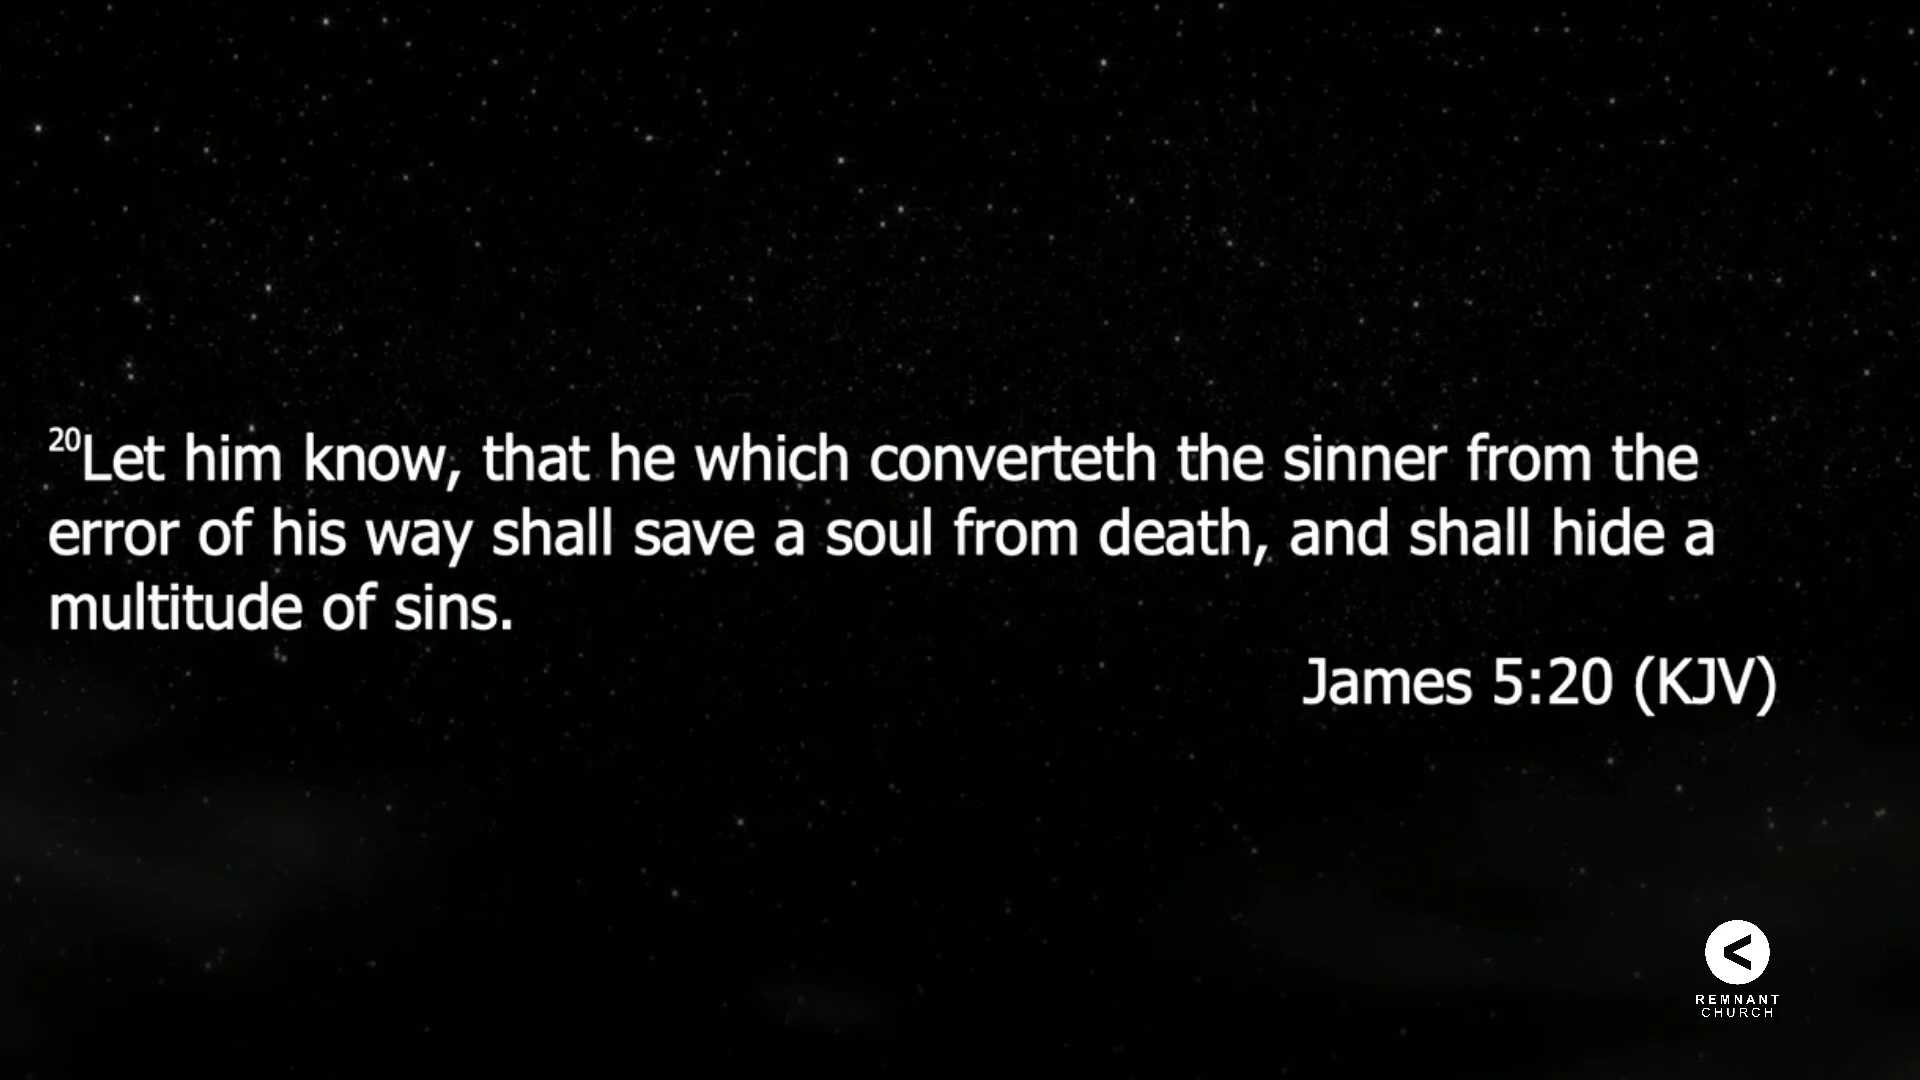 20Let him know, that he which converteth the sinner from the
error of his way shall save a soul from death, and shall hide a
multitude of sins.
James 5:20 (KJV)
REMNANT
CHURCH